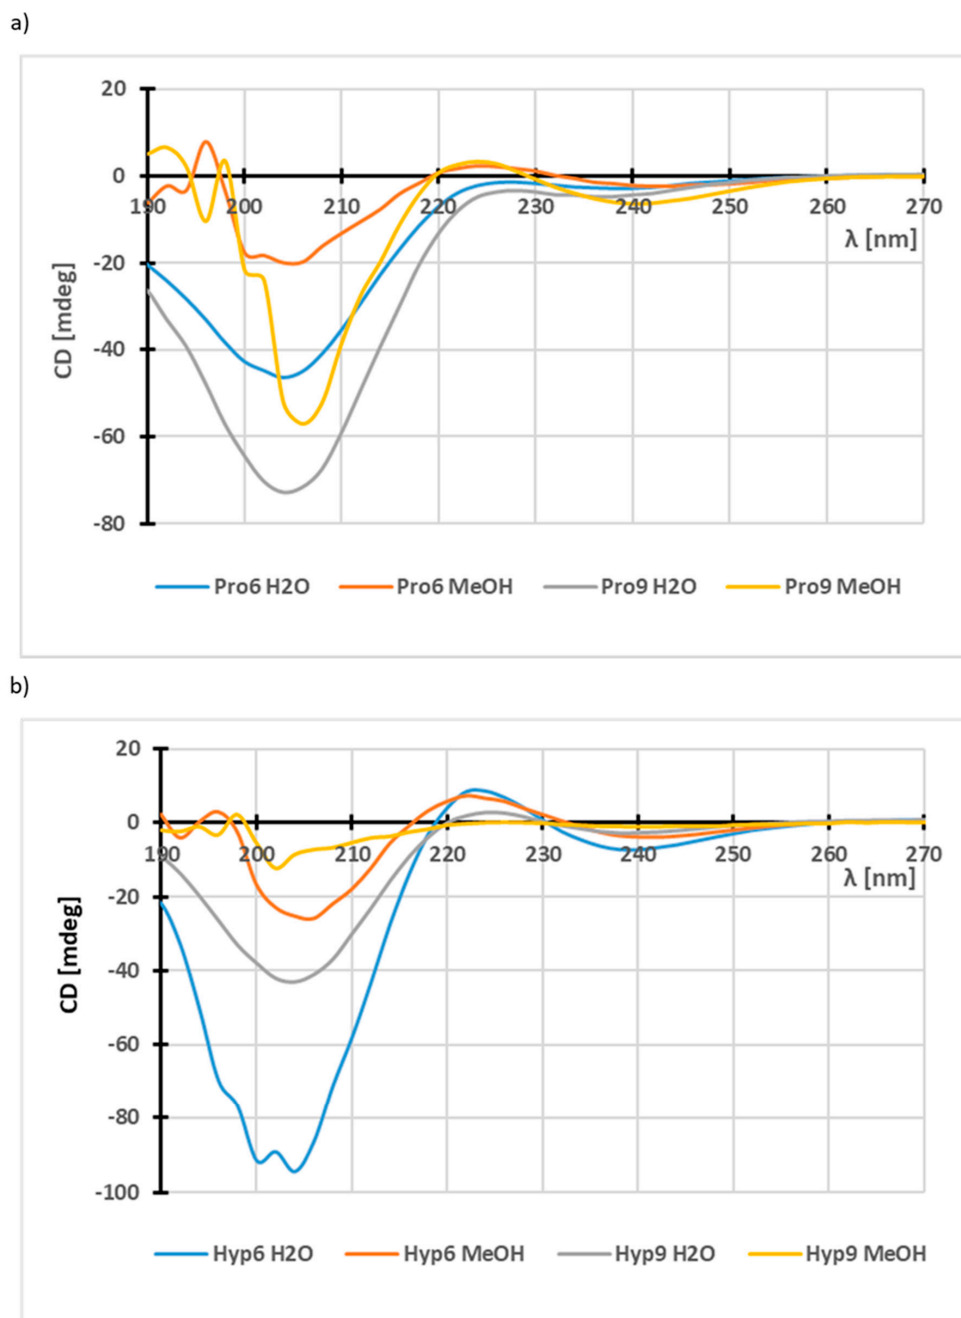 a)
20
0
190 200 210 220 230 240 250 260 270
λ [nm]
-20
-40
-60
-80
CD [mdeg]
Pro6 H2O Pro6 MeOH Pro9 H2O Pro9 MeOH
b)
20
0
190 200 210 220 230 240 250 260 270
λ [nm]
-20
-40
-60
-80
-100
CD [mdeg]
Hyp6 H2O Hyp6 MeOH Hyp9 H2O Hyp9 MeOH